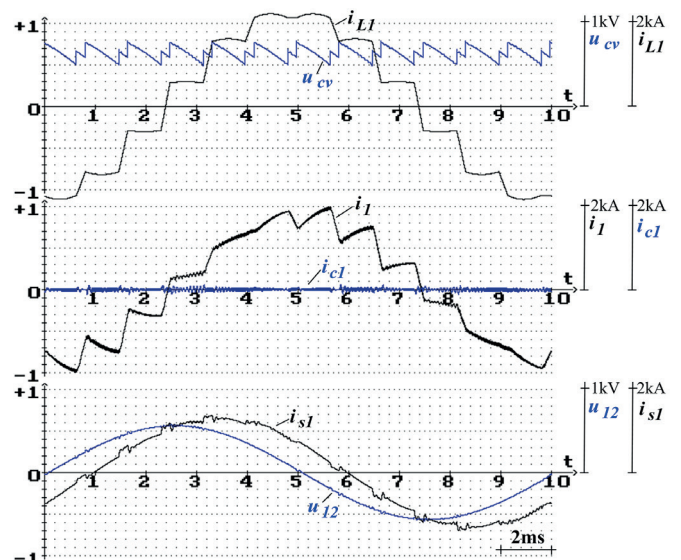 +1
i_L1
1kV
2kA
u_cv
i_L1
u_cv
0
1 2 3 4 5 6 7 8 9 10
t
-1
+1
i_1
2kA
2kA
i_1
i_c1
i_c1
0
1 2 3 4 5 6 7 8 9 10
t
-1
+1
i_s1
1kV
2kA
u_12
i_s1
0
1 2 3 4 5 6 7 8 9 10
t
u_12
2ms
-1